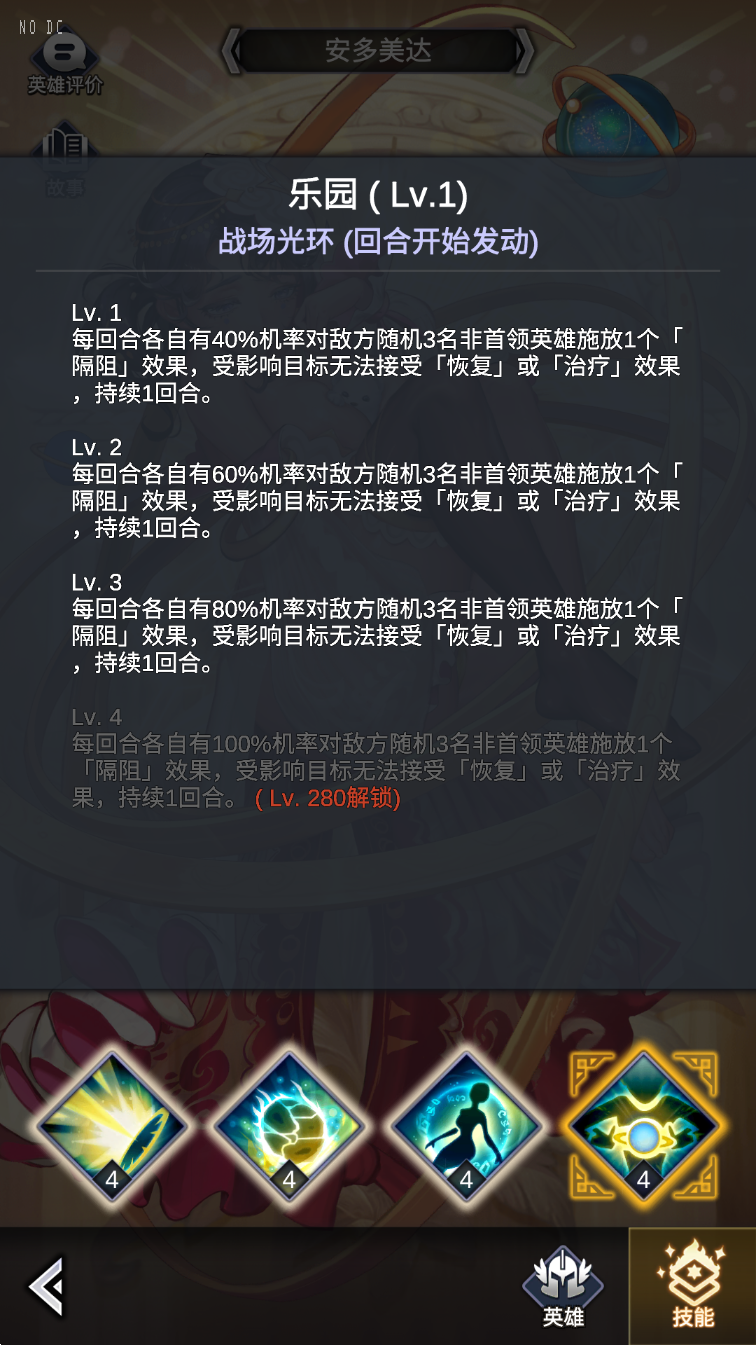 NO DC
安多美达
英雄评价
故事
乐园 ( Lv.1)
战场光环 (回合开始发动)
Lv. 1
每回合各自有40%机率对敌方随机3名非首领英雄施放1个「
隔阻」效果，受影响目标无法接受「恢复」或「治疗」效果
，持续1回合。
Lv. 2
每回合各自有60%机率对敌方随机3名非首领英雄施放1个「
隔阻」效果，受影响目标无法接受「恢复」或「治疗」效果
，持续1回合。
Lv. 3
每回合各自有80%机率对敌方随机3名非首领英雄施放1个「
隔阻」效果，受影响目标无法接受「恢复」或「治疗」效果
，持续1回合。
Lv. 4
每回合各自有100%机率对敌方随机3名非首领英雄施放1个
「隔阻」效果，受影响目标无法接受「恢复」或「治疗」效
果，持续1回合。 ( Lv. 280解锁)
4
4
4
4
英雄
技能